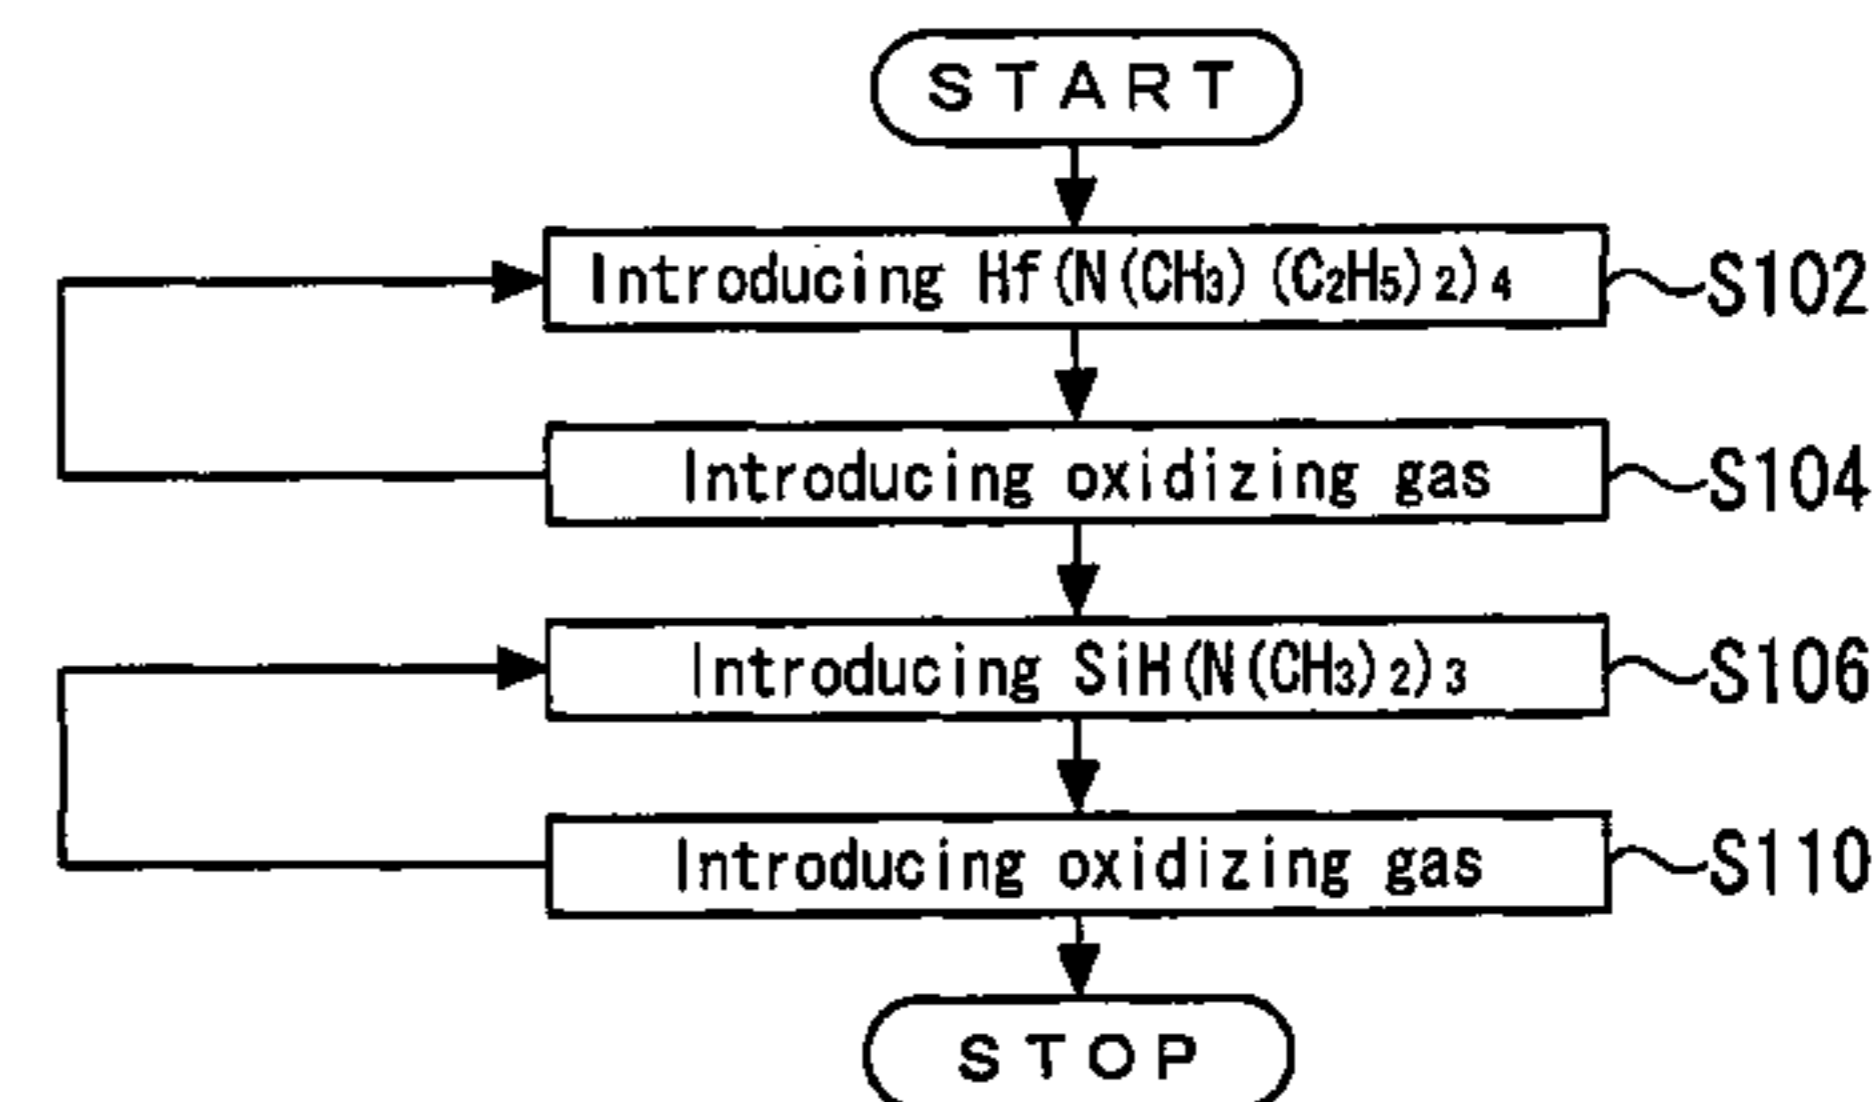 START
Introducing Hf(N(CH3)(C2H5)2)4
S102
Introducing oxidizing gas
S104
Introducing SiH(N(CH3)2)3
S106
Introducing oxidizing gas
S110
STOP